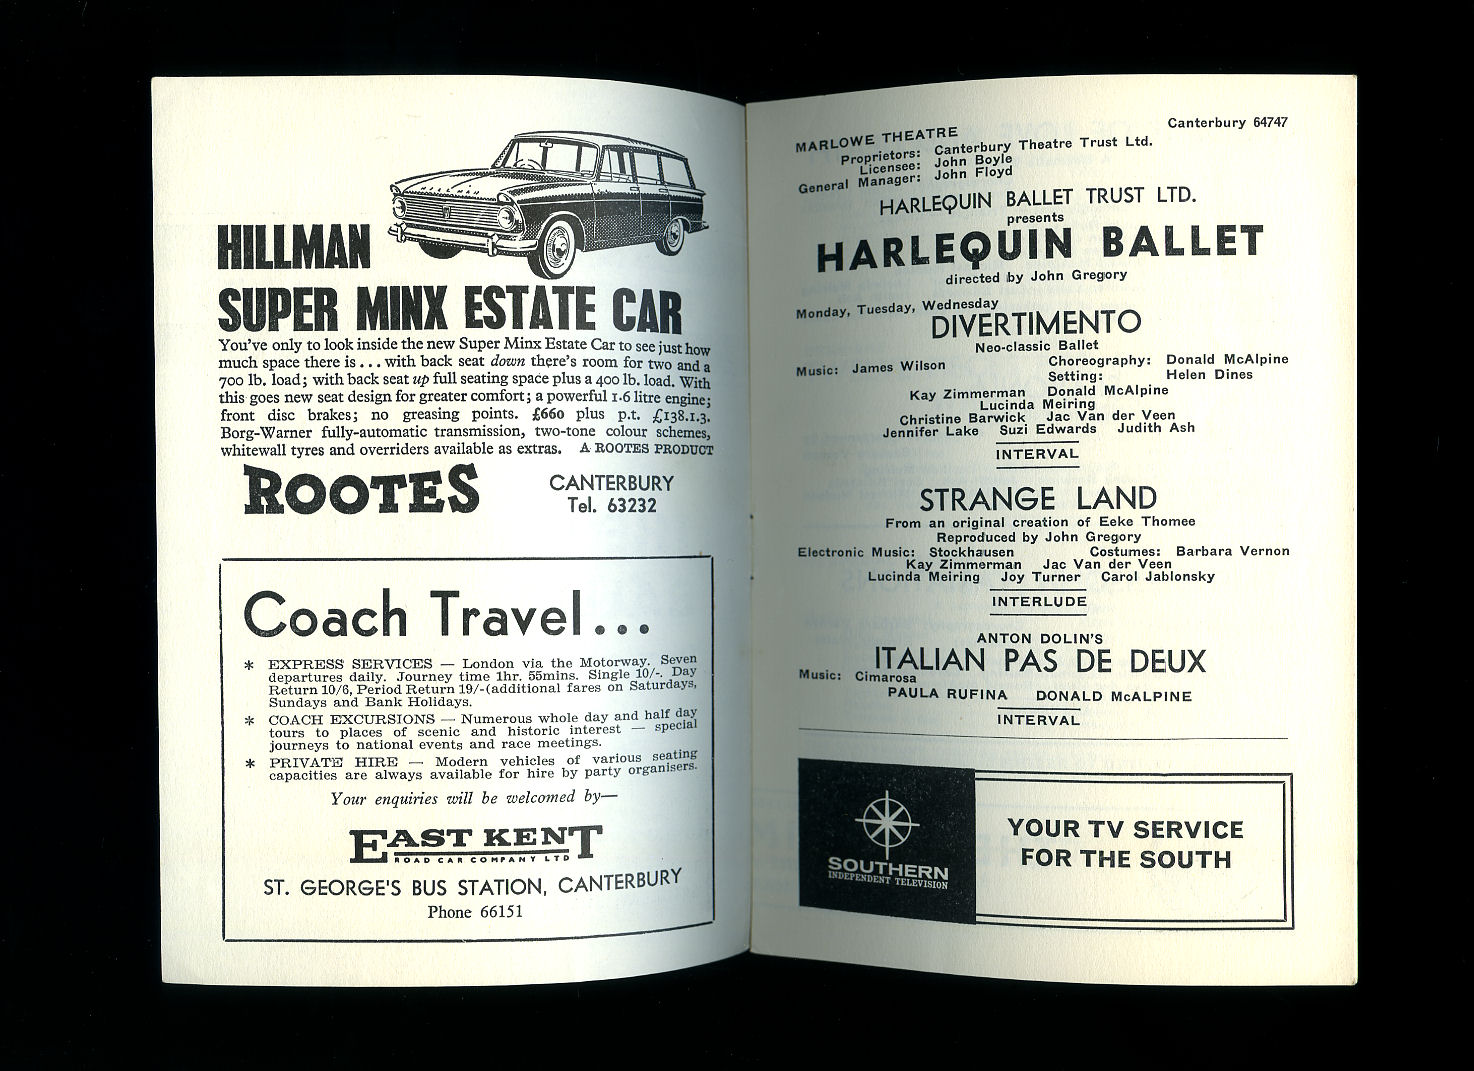 HILLMAN
SUPER MINX ESTATE CAR
You've only to look inside the new Super Minx Estate Car to see just how
much space there is... with back seat down there's room for two and a
700 lb. load; with back seat up full seating space plus a 400 lb. load. With
this goes new seat design for greater comfort; a powerful 1.6 litre engine;
front disc brakes; no greasing points. £660 plus p.t. £138.1.3.
Borg-Warner fully-automatic transmission, two-tone colour schemes,
whitewall tyres and overriders available as extras. A ROOTES PRODUCT
ROOTES
CANTERBURY
Tel. 63232
Coach Travel...
* EXPRESS SERVICES — London via the Motorway. Seven
departures daily. Journey time 1hr. 55mins. Single 10/-. Day
Return 10/6, Period Return 19/-(additional fares on Saturdays,
Sundays and Bank Holidays.
* COACH EXCURSIONS — Numerous whole day and half day
tours to places of scenic and historic interest — special
journeys to national events and race meetings.
* PRIVATE HIRE — Modern vehicles of various seating
capacities are always available for hire by party organisers.
Your enquiries will be welcomed by—
EAST KENT
ROAD CAR COMPANY LTD
ST. GEORGE'S BUS STATION, CANTERBURY
Phone 66151
MARLOWE THEATRE
Canterbury 64747
Proprietors: Canterbury Theatre Trust Ltd.
Licensee: John Boyle
General Manager: John Floyd
HARLEQUIN BALLET TRUST LTD.
presents
HARLEQUIN BALLET
directed by John Gregory
Monday, Tuesday, Wednesday
DIVERTIMENTO
Neo-classic Ballet
Music: James Wilson Choreography: Donald McAlpine
Setting: Helen Dines
Kay Zimmerman Donald McAlpine
Lucinda Meiring
Christine Barwick Jac Van der Veen
Jennifer Lake Suzi Edwards Judith Ash
INTERVAL
STRANGE LAND
From an original creation of Eeke Thomee
Reproduced by John Gregory
Electronic Music: Stockhausen Costumes: Barbara Vernon
Kay Zimmerman Jac Van der Veen
Lucinda Meiring Joy Turner Carol Jablonsky
INTERLUDE
ANTON DOLIN'S
ITALIAN PAS DE DEUX
Music: Cimarosa
PAULA RUFINA DONALD McALPINE
INTERVAL
SOUTHERN
INDEPENDENT TELEVISION
YOUR TV SERVICE
FOR THE SOUTH